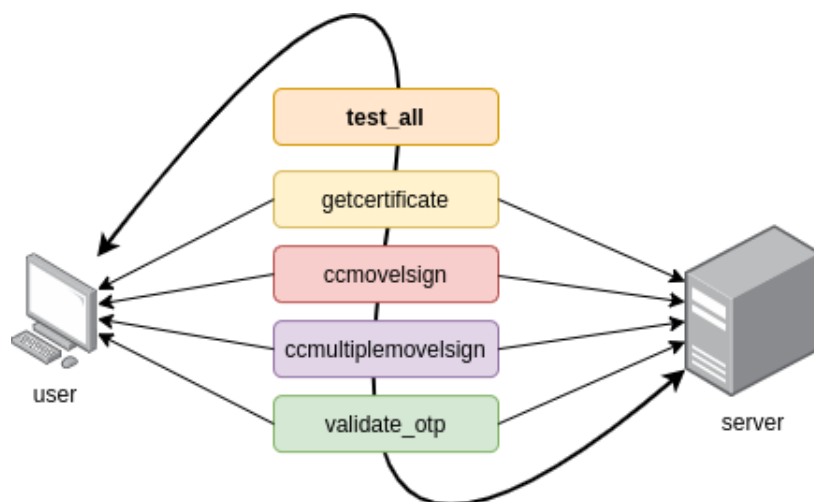 test_all
getcertificate
ccmovelsign
ccmultiplemovelsign
validate_otp
user
server